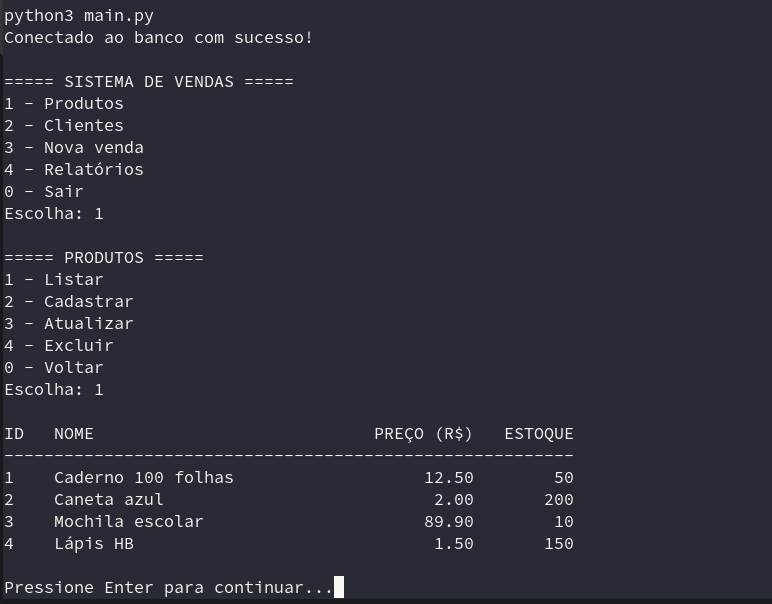 python3 main.py
Conectado ao banco com sucesso!
===== SISTEMA DE VENDAS =====
1 - Produtos
2 - Clientes
3 - Nova venda
4 - Relatórios
0 - Sair
Escolha: 1
===== PRODUTOS =====
1 - Listar
2 - Cadastrar
3 - Atualizar
4 - Excluir
0 - Voltar
Escolha: 1
ID   NOME                            PREÇO (R$)   ESTOQUE
---------------------------------------------------------
1    Caderno 100 folhas                   12.50        50
2    Caneta azul                           2.00       200
3    Mochila escolar                      89.90        10
4    Lápis HB                              1.50       150
Pressione Enter para continuar...